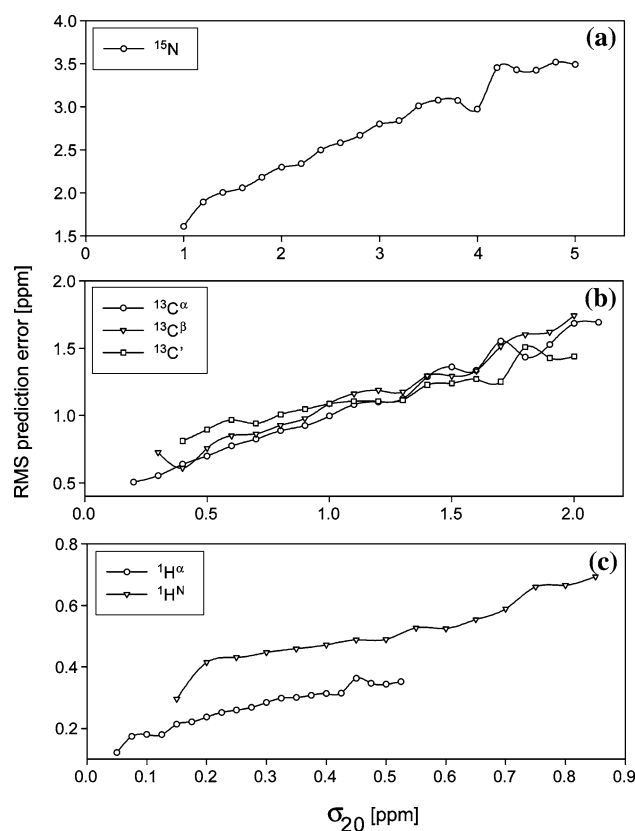 (a)
¹⁵N
4.0
3.5
3.0
2.5
2.0
1.5
0 1 2 3 4 5
RMS prediction error [ppm]
(b)
¹³Cᵅ
¹³Cᵝ
¹³C'
2.0
1.5
1.0
0.5
0.0 0.5 1.0 1.5 2.0
(c)
¹Hᵅ
¹Hᴺ
0.8
0.6
0.4
0.2
0.0 0.1 0.2 0.3 0.4 0.5 0.6 0.7 0.8 0.9
σ₂₀ [ppm]